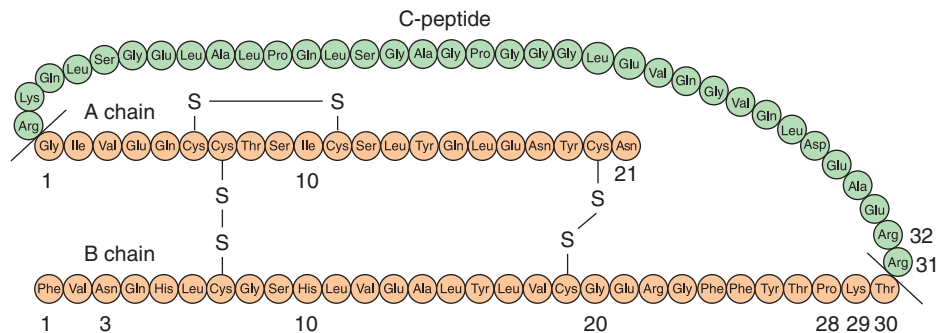 C-peptide
Arg Lys Gln Leu Ser Gly Glu Leu Ala Leu Pro Gln Leu Ser Gly Ala Gly Pro Gly Gly Gly Leu Glu Val Gln Gly Val Gln Leu Asp Glu Ala Glu Arg Arg
32
31
S S
A chain
Gly Ile Val Glu Gln Cys Cys Thr Ser Ile Cys Ser Leu Tyr Gln Leu Glu Asn Tyr Cys Asn
1 10 21
S S
S S
B chain
Phe Val Asn Gln His Leu Cys Gly Ser His Leu Val Glu Ala Leu Tyr Leu Val Cys Gly Glu Arg Gly Phe Phe Tyr Thr Pro Lys Thr
1 3 10 20 28 29 30